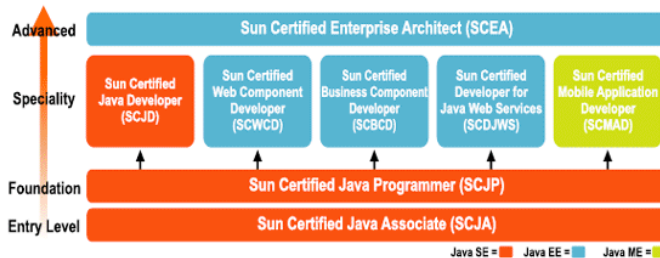 Advanced
Sun Certified Enterprise Architect (SCEA)
Speciality
Sun Certified
Java Developer
(SCJD)
Sun Certified
Web Component
Developer
(SCWCD)
Sun Certified
Business Component
Developer
(SCBCD)
Sun Certified
Developer for
Java Web Services
(SCDJWS)
Sun Certified
Mobile Application
Developer
(SCMAD)
Foundation
Sun Certified Java Programmer (SCJP)
Entry Level
Sun Certified Java Associate (SCJA)
Java SE = Java EE = Java ME =